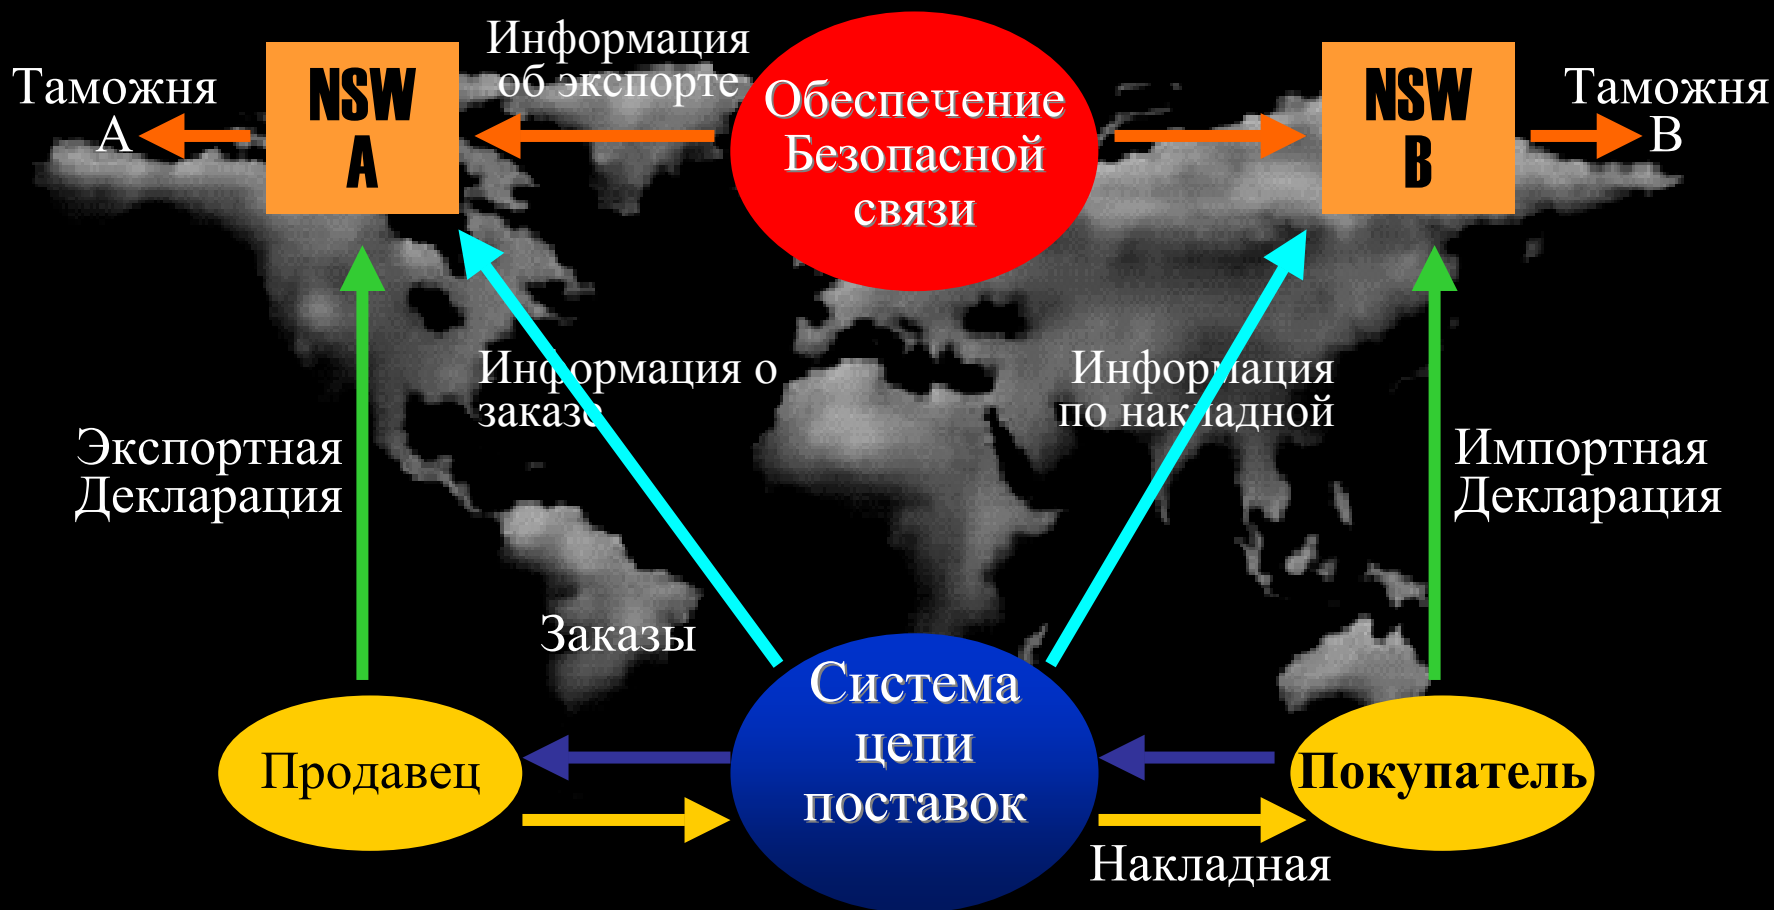 Информация
об экспорте
Таможня
А
NSW
A
Обеспечение
Безопасной
связи
NSW
B
Таможня
В
Информация о
заказе
Информация
по накладной
Экспортная
Декларация
Импортная
Декларация
Заказы
Система
цепи
поставок
Продавец
Покупатель
Накладная